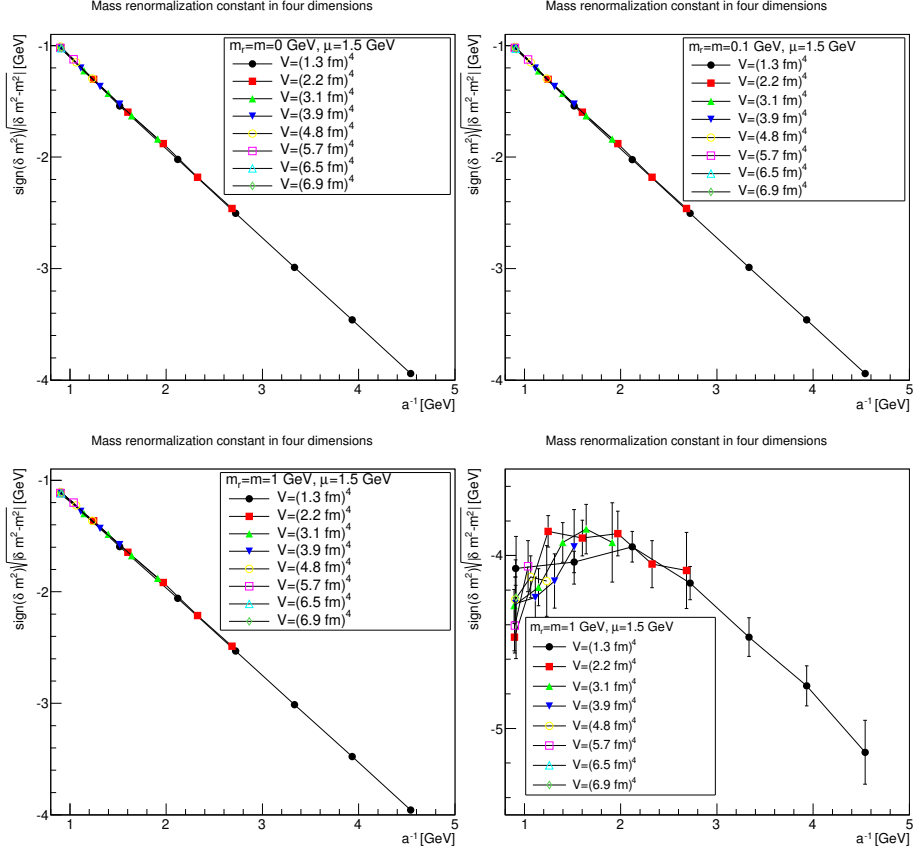 Mass renormalization constant in four dimensions
sign(δ m²)√|δ m²-m²| [GeV]
m_r=m=0 GeV, μ=1.5 GeV
V=(1.3 fm)⁴
V=(2.2 fm)⁴
V=(3.1 fm)⁴
V=(3.9 fm)⁴
V=(4.8 fm)⁴
V=(5.7 fm)⁴
V=(6.5 fm)⁴
V=(6.9 fm)⁴
-1
-2
-3
-4
1 2 3 4 5
a⁻¹ [GeV]
Mass renormalization constant in four dimensions
sign(δ m²)√|δ m²-m²| [GeV]
m_r=m=0.1 GeV, μ=1.5 GeV
V=(1.3 fm)⁴
V=(2.2 fm)⁴
V=(3.1 fm)⁴
V=(3.9 fm)⁴
V=(4.8 fm)⁴
V=(5.7 fm)⁴
V=(6.5 fm)⁴
V=(6.9 fm)⁴
-1
-2
-3
-4
1 2 3 4 5
a⁻¹ [GeV]
Mass renormalization constant in four dimensions
sign(δ m²)√|δ m²-m²| [GeV]
m_r=m=1 GeV, μ=1.5 GeV
V=(1.3 fm)⁴
V=(2.2 fm)⁴
V=(3.1 fm)⁴
V=(3.9 fm)⁴
V=(4.8 fm)⁴
V=(5.7 fm)⁴
V=(6.5 fm)⁴
V=(6.9 fm)⁴
-1
-2
-3
-4
1 2 3 4 5
a⁻¹ [GeV]
Mass renormalization constant in four dimensions
sign(δ m²)√|δ m²-m²| [GeV]
-4
-5
m_r=m=1 GeV, μ=1.5 GeV
V=(1.3 fm)⁴
V=(2.2 fm)⁴
V=(3.1 fm)⁴
V=(3.9 fm)⁴
V=(4.8 fm)⁴
V=(5.7 fm)⁴
V=(6.5 fm)⁴
V=(6.9 fm)⁴
1 2 3 4 5
a⁻¹ [GeV]